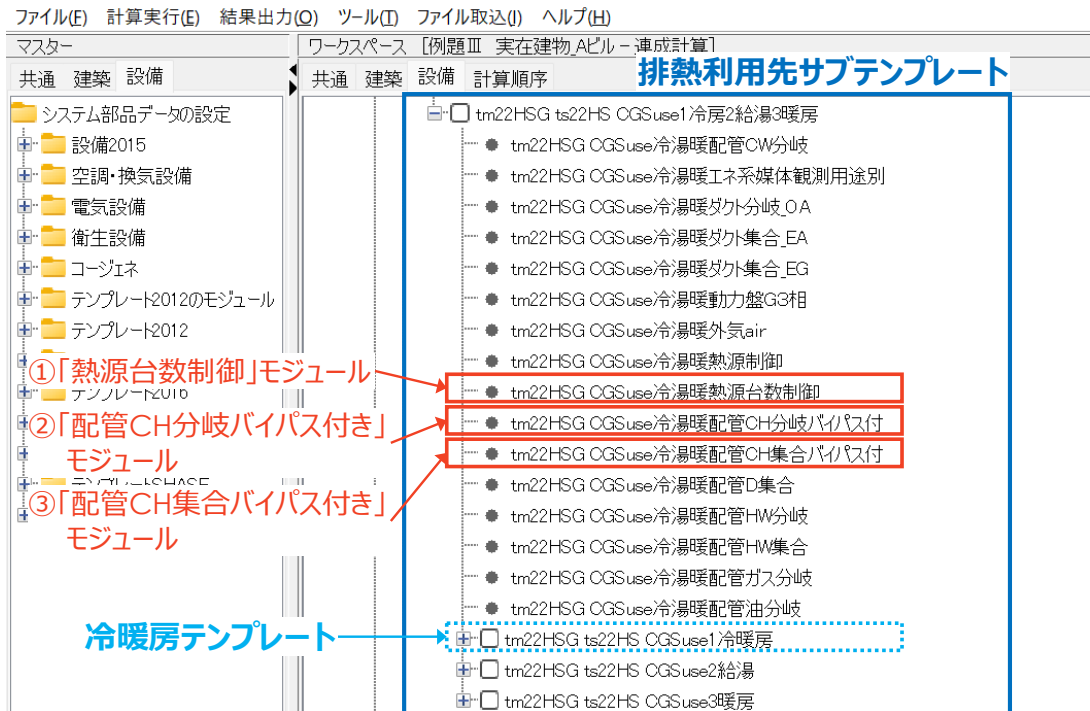 ファイル(F) 計算実行(E) 結果出力(O) ツール(T) ファイル取込(I) ヘルプ(H)
マスター
共通 建築 設備
システム部品データの設定
設備2015
空調・換気設備
電気設備
衛生設備
コージェネ
テンプレート2012のモジュール
テンプレート2012
テンプレート2016
①「熱源台数制御」モジュール
②「配管CH分岐バイパス付き」
モジュール
③「配管CH集合バイパス付き」
モジュール
冷暖房テンプレート
ワークスペース [例題Ⅲ 実在建物_Aビル－連成計算]
共通 建築 設備 計算順序
排熱利用先サブテンプレート
tm22HSG ts22HS CGSuse1冷房2給湯3暖房
tm22HSG CGSuse冷湯暖配管CW分岐
tm22HSG CGSuse冷湯暖エネ系媒体観測用途別
tm22HSG CGSuse冷湯暖ダクト分岐_OA
tm22HSG CGSuse冷湯暖ダクト集合_EA
tm22HSG CGSuse冷湯暖ダクト集合_EG
tm22HSG CGSuse冷湯暖動力盤G3相
tm22HSG CGSuse冷湯暖外気air
tm22HSG CGSuse冷湯暖熱源制御
tm22HSG CGSuse冷湯暖熱源台数制御
tm22HSG CGSuse冷湯暖配管CH分岐バイパス付
tm22HSG CGSuse冷湯暖配管CH集合バイパス付
tm22HSG CGSuse冷湯暖配管D集合
tm22HSG CGSuse冷湯暖配管HW分岐
tm22HSG CGSuse冷湯暖配管HW集合
tm22HSG CGSuse冷湯暖配管ガス分岐
tm22HSG CGSuse冷湯暖配管油分岐
tm22HSG ts22HS CGSuse1冷暖房
tm22HSG ts22HS CGSuse2給湯
tm22HSG ts22HS CGSuse3暖房